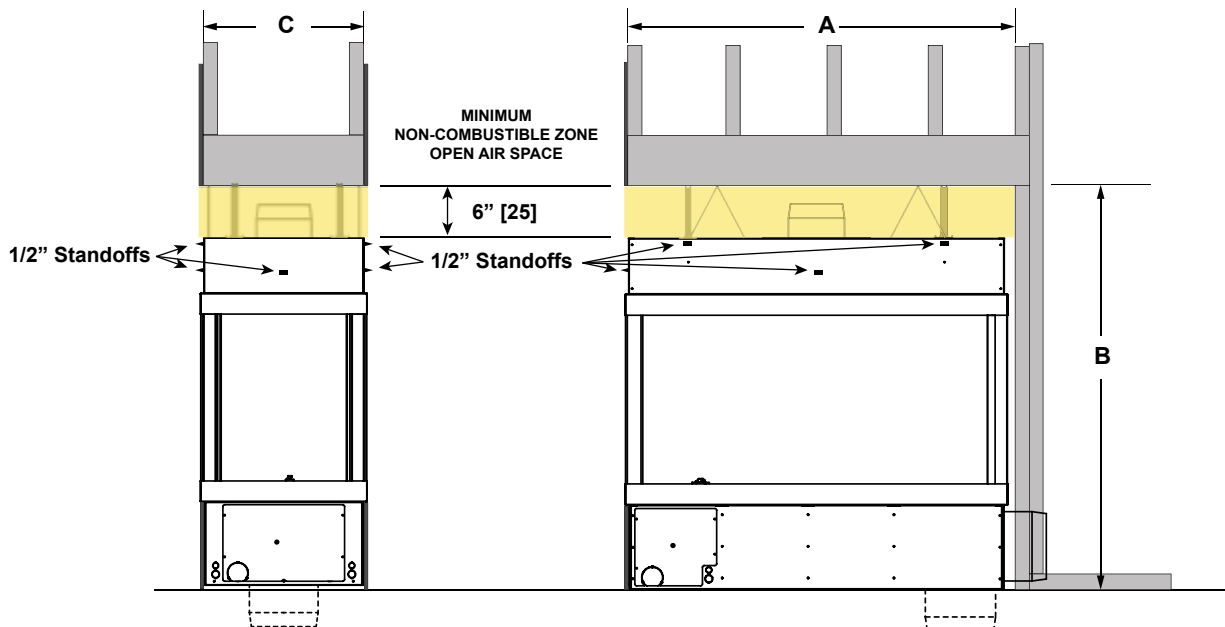 C
A
MINIMUM
NON-COMBUSTIBLE ZONE
OPEN AIR SPACE
6” [25]
1/2” Standoffs
1/2” Standoffs
B